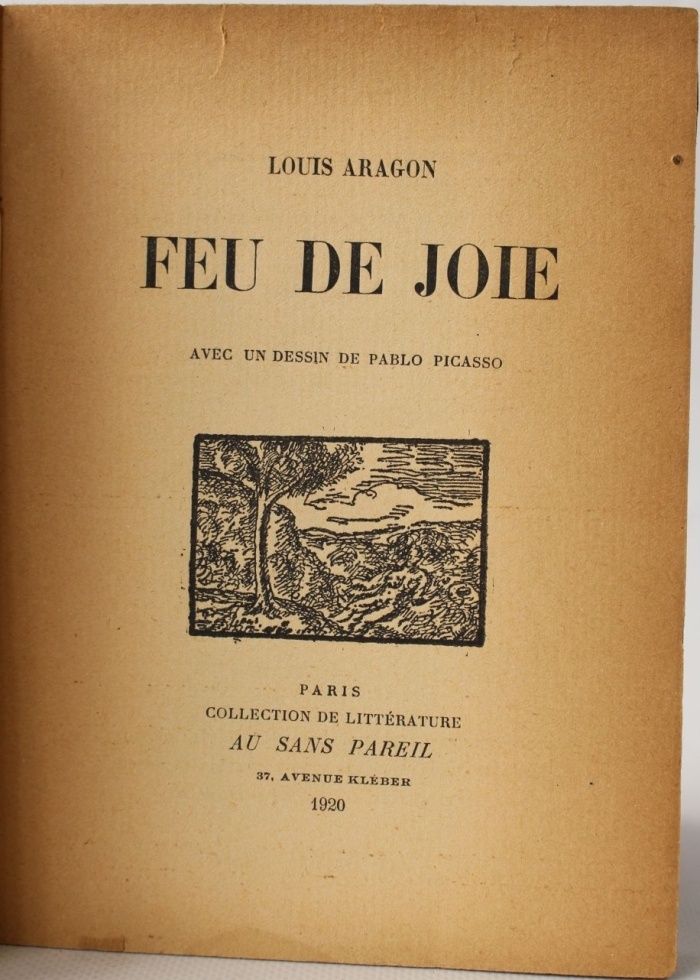 LOUIS ARAGON
FEU DE JOIE
AVEC UN DESSIN DE PABLO PICASSO
PARIS
COLLECTION DE LITTÉRATURE
AU SANS PAREIL
37, AVENUE KLÉBER
1920